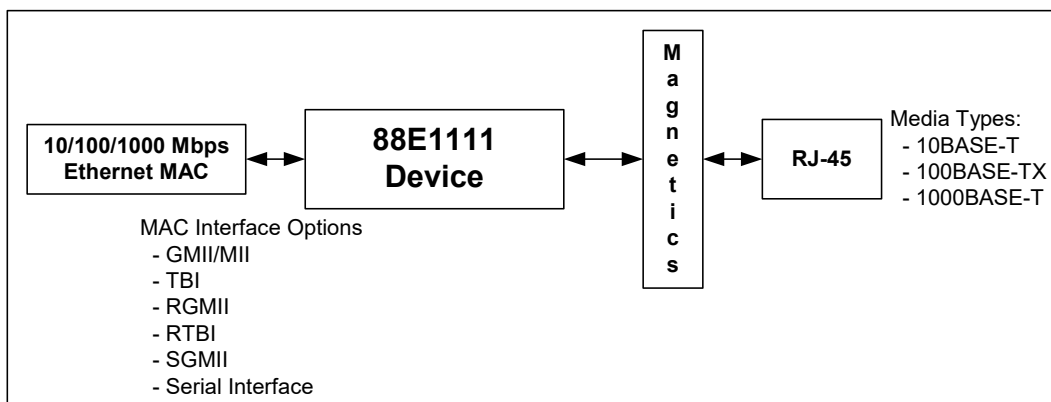 10/100/1000 Mbps
Ethernet MAC
88E1111
Device
Magnetics
RJ-45
Media Types:
- 10BASE-T
- 100BASE-TX
- 1000BASE-T
MAC Interface Options
- GMII/MII
- TBI
- RGMII
- RTBI
- SGMII
- Serial Interface